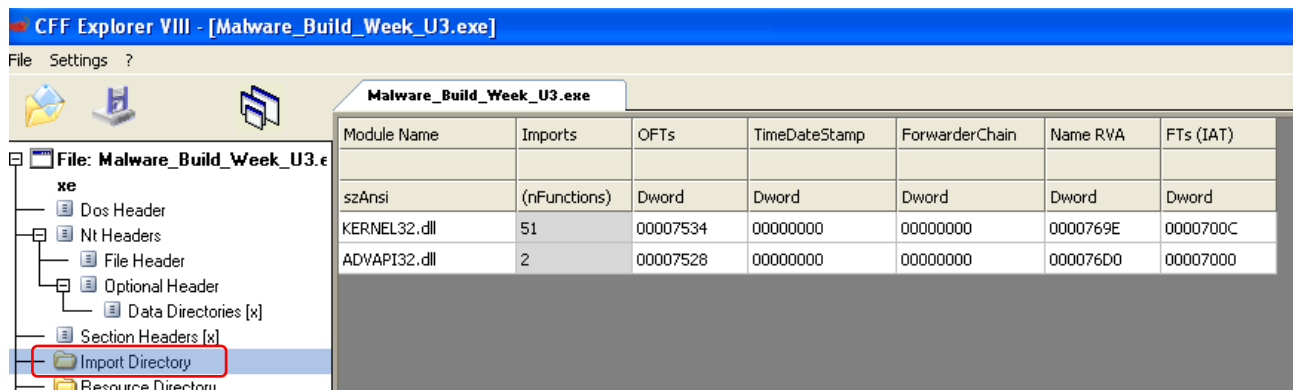 CFF Explorer VIII - [Malware_Build_Week_U3.exe]
File Settings ?
Malware_Build_Week_U3.exe
File: Malware_Build_Week_U3.e
xe
Dos Header
Nt Headers
File Header
Optional Header
Data Directories [x]
Section Headers [x]
Import Directory
Resource Directory
Module Name Imports OFTs TimeDateStamp ForwarderChain Name RVA FTs (IAT)
szAnsi (nFunctions) Dword Dword Dword Dword Dword
KERNEL32.dll 51 00007534 00000000 00000000 0000769E 0000700C
ADVAPI32.dll 2 00007528 00000000 00000000 000076D0 00007000